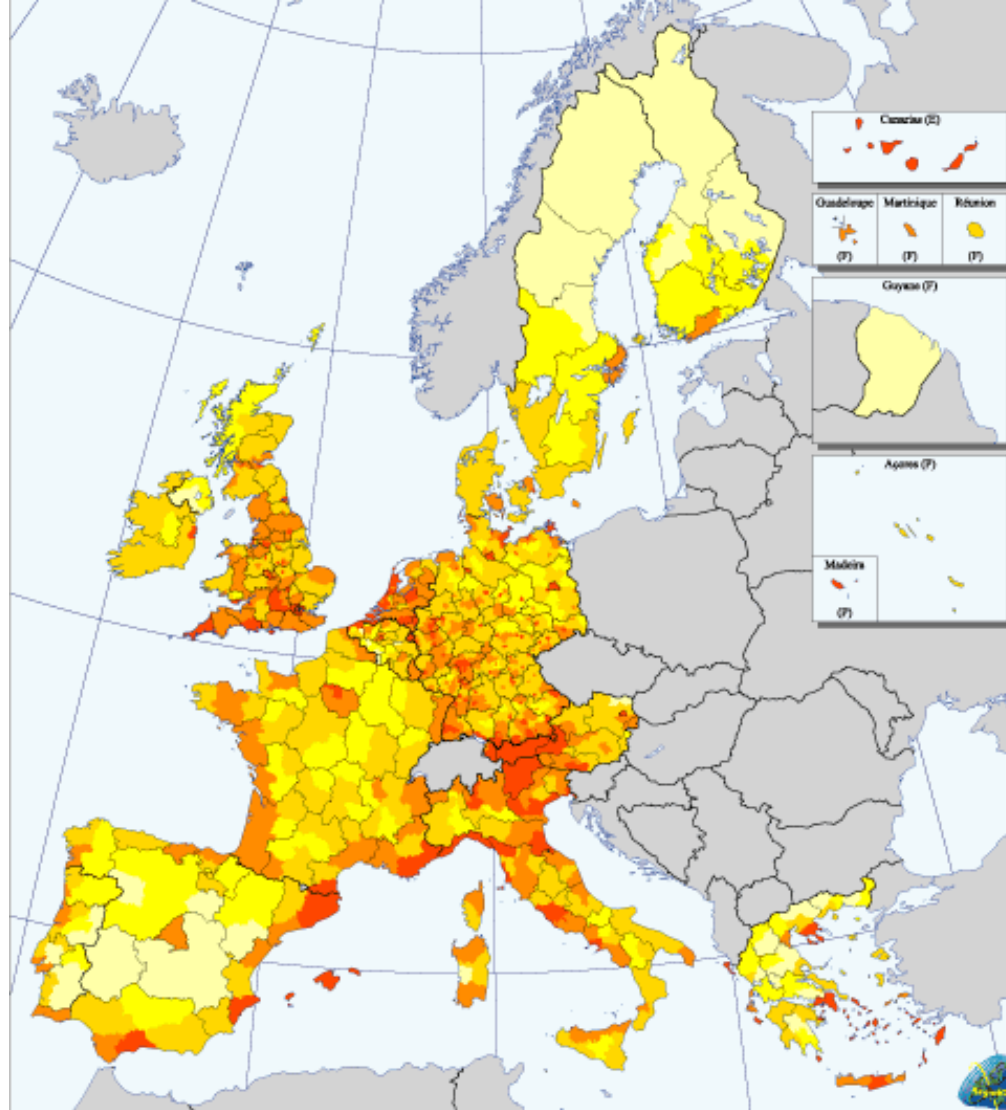 Canarias (E)
Guadeloupe
Martinique
Réunion
(F)
(F)
(F)
Guyane (F)
Açores (P)
Madeira
(P)